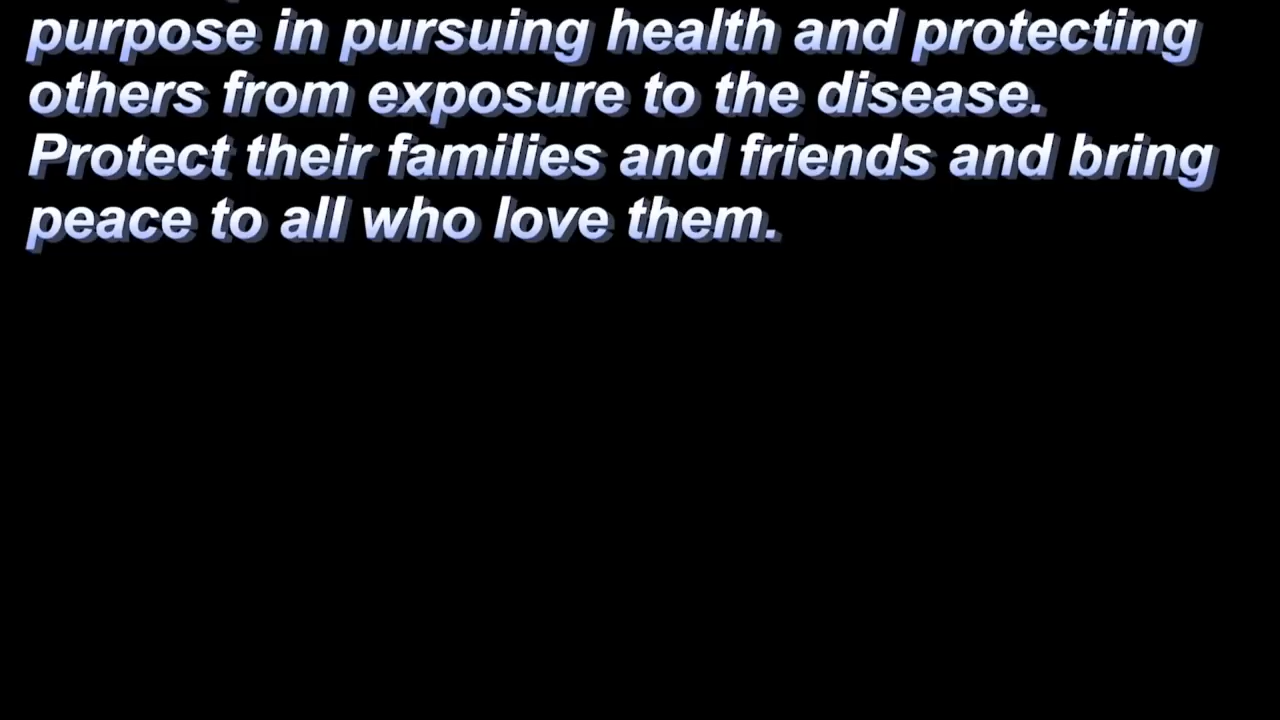 purpose in pursuing health and protecting
others from exposure to the disease.
Protect their families and friends and bring
peace to all who love them.